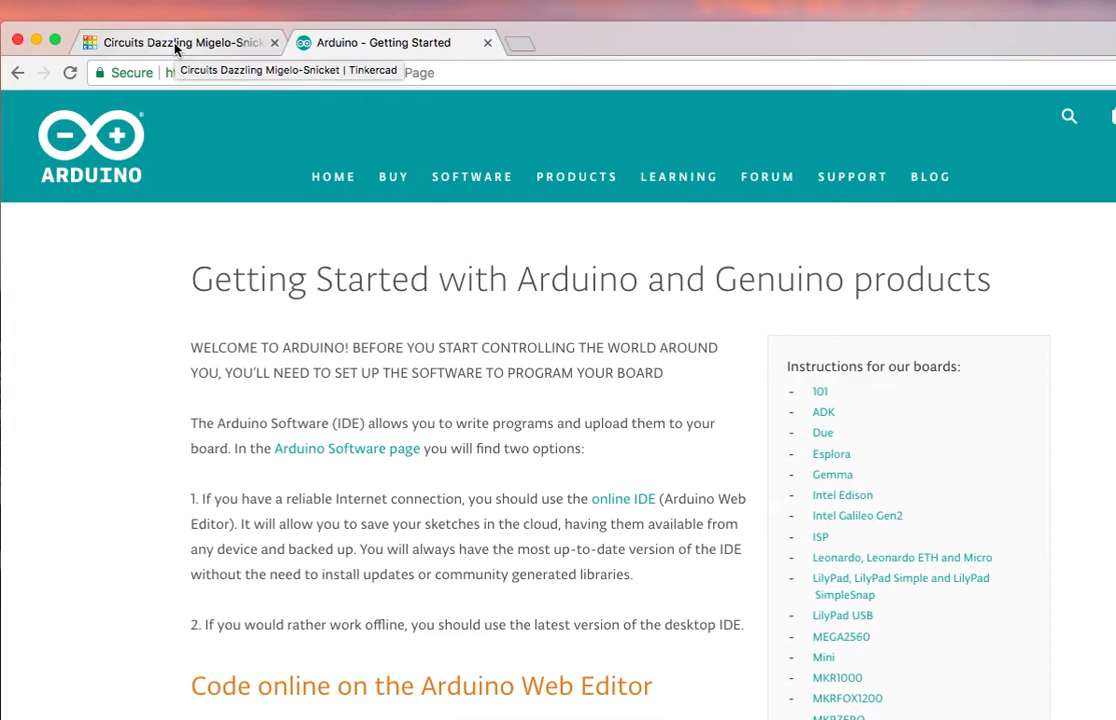 Circuits Dazzling Migelo-Snick
Arduino - Getting Started
Secure
Circuits Dazzling Migelo-Snicket | Tinkercad
Page
ARDUINO
HOME BUY SOFTWARE PRODUCTS LEARNING FORUM SUPPORT BLOG
Getting Started with Arduino and Genuino products
WELCOME TO ARDUINO! BEFORE YOU START CONTROLLING THE WORLD AROUND
YOU, YOU'LL NEED TO SET UP THE SOFTWARE TO PROGRAM YOUR BOARD
The Arduino Software (IDE) allows you to write programs and upload them to your
board. In the Arduino Software page you will find two options:
1. If you have a reliable Internet connection, you should use the online IDE (Arduino Web
Editor). It will allow you to save your sketches in the cloud, having them available from
any device and backed up. You will always have the most up-to-date version of the IDE
without the need to install updates or community generated libraries.
2. If you would rather work offline, you should use the latest version of the desktop IDE.
Code online on the Arduino Web Editor
Instructions for our boards:
- 101
- ADK
- Due
- Esplora
- Gemma
- Intel Edison
- Intel Galileo Gen2
- ISP
- Leonardo, Leonardo ETH and Micro
- LilyPad, LilyPad Simple and LilyPad
SimpleSnap
- LilyPad USB
- MEGA2560
- Mini
- MKR1000
- MKRFOX1200
- MKRZERO